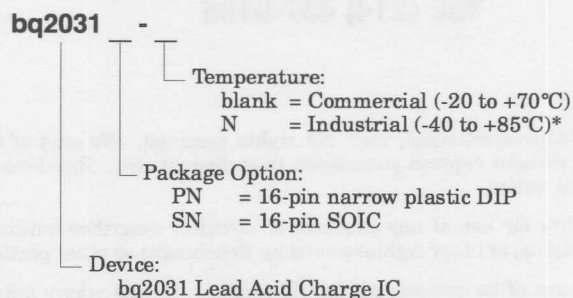 bq2031 _ - _
Temperature:
blank = Commercial (-20 to +70°C)
N = Industrial (-40 to +85°C)*
Package Option:
PN = 16-pin narrow plastic DIP
SN = 16-pin SOIC
Device:
bq2031 Lead Acid Charge IC